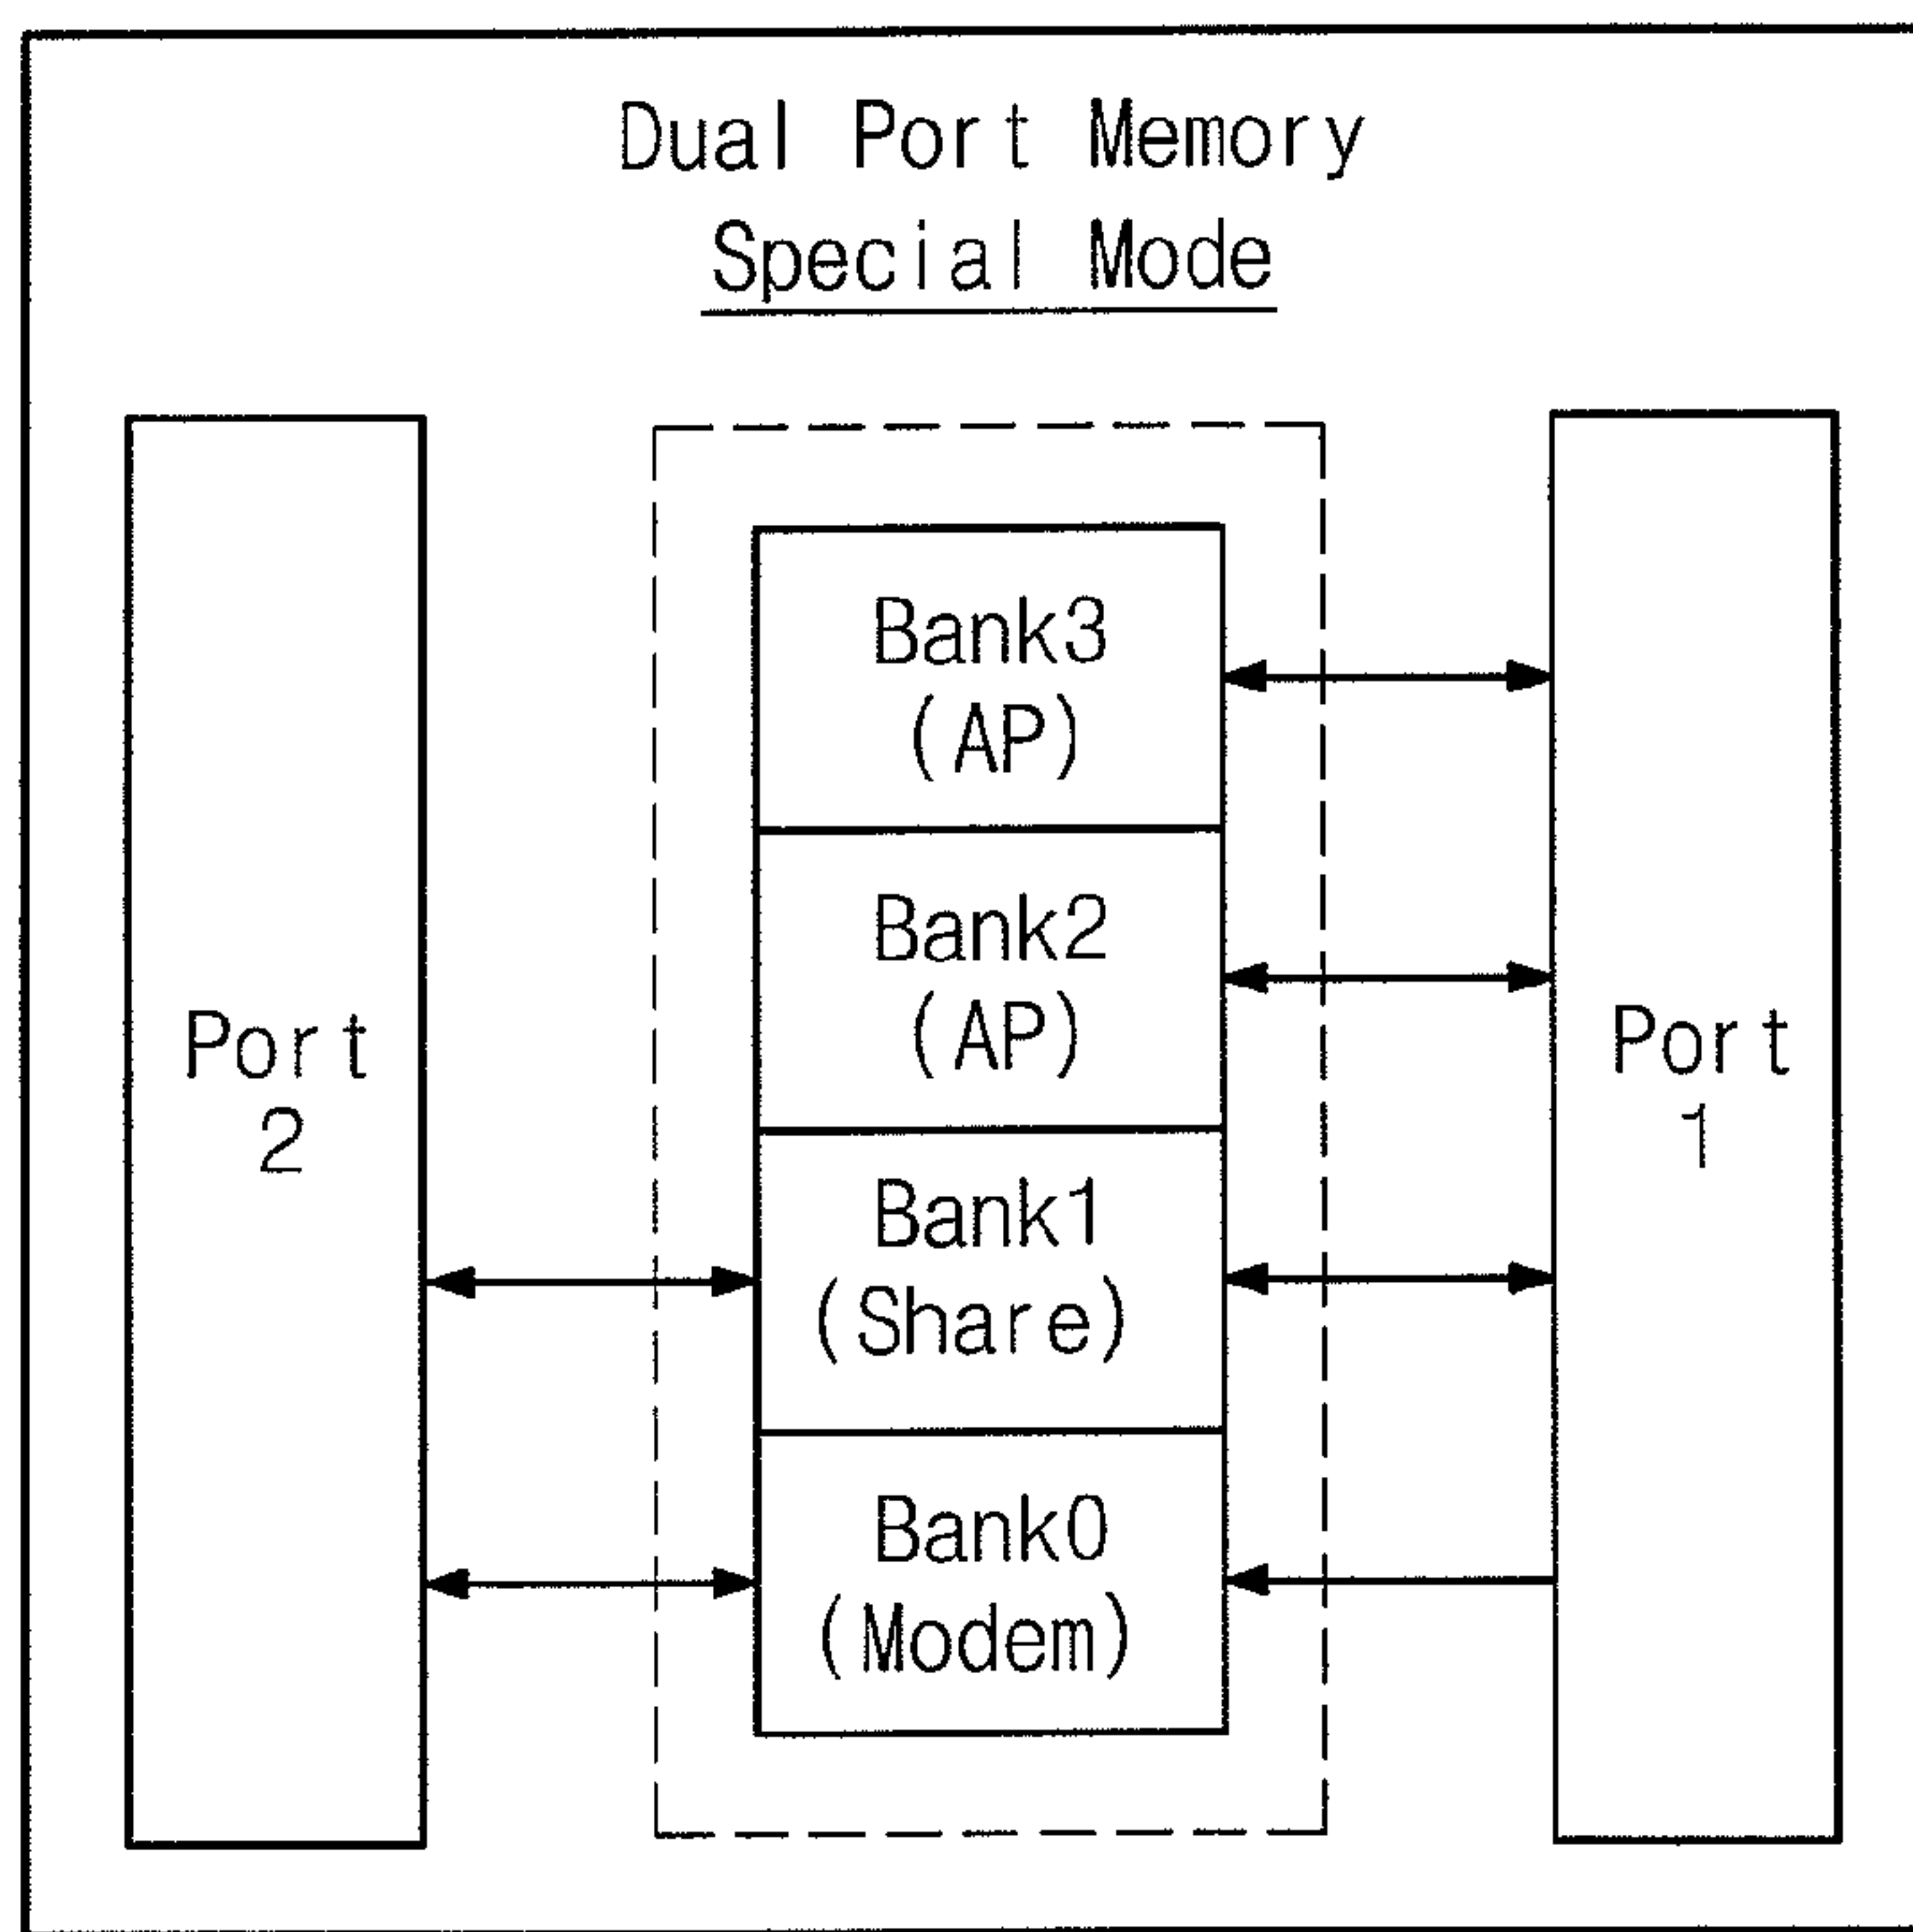 Dual Port Memory
Special Mode
Port
2
Bank3
(AP)
Bank2
(AP)
Bank1
(Share)
Bank0
(Modem)
Port
1